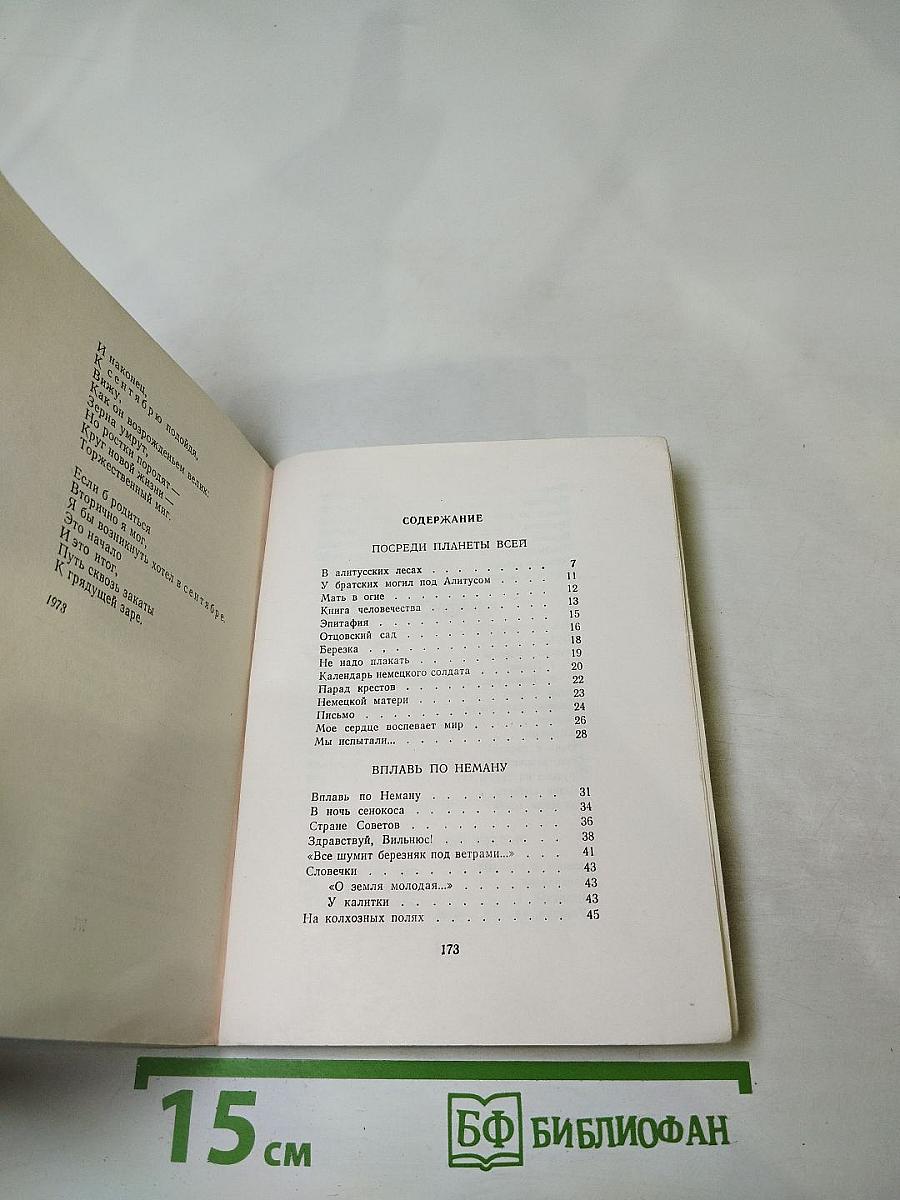 И наконец,
К сентябрю подойдя,
Вижу,
Как он возрожденьем велик:
Зерна умрут,
Но ростки породят —
Круг новой жизни —
Торжественный миг.
Если б родиться
Вторично я мог,
Я бы возникнуть хотел в сентябре.
Это начало
И это итог,
Путь сквозь закаты
К грядущей заре.
1973
СОДЕРЖАНИЕ
ПОСРЕДИ ПЛАНЕТЫ ВСЕЙ
В алитусских лесах . . . . . . . . . 7
У братских могил под Алитусом . . . . 11
Мать в огне . . . . . . . . . . . 12
Книга человечества . . . . . . . . . 13
Эпитафия . . . . . . . . . . . . 15
Отцовский сад . . . . . . . . . . 16
Березка . . . . . . . . . . . . . 18
Не надо плакать . . . . . . . . . . 19
Календарь немецкого солдата . . . . . . 20
Парад крестов . . . . . . . . . . . 22
Немецкой матери . . . . . . . . . . 23
Письмо . . . . . . . . . . . . . 24
Мое сердце воспевает мир . . . . . . 26
Мы испытали... . . . . . . . . . . . 28
ВПЛАВЬ ПО НЕМАНУ
Вплавь по Неману . . . . . . . . . 31
В ночь сенокоса . . . . . . . . . . 34
Стране Советов . . . . . . . . . . 36
Здравствуй, Вильнюс! . . . . . . . . 38
«Все шумит березняк под ветрами...» . . . 41
Словечки . . . . . . . . . . . . . 43
«О земля молодая...» . . . . . . . 43
У калитки . . . . . . . . . . . 43
На колхозных полях . . . . . . . . . 45
173
15 см
БФ БИБЛИОФАН